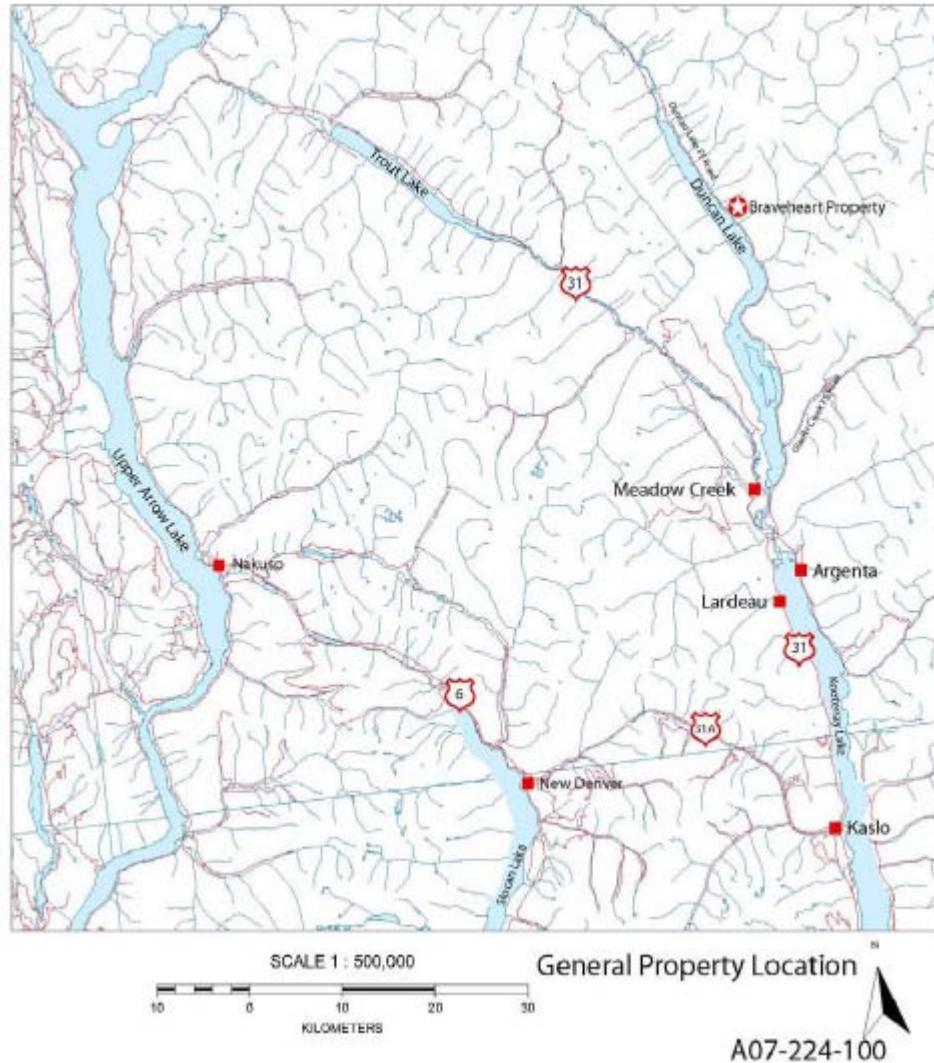 Trout Lake
Duncan Lake
Braveheart Property
31
Upper Arrow Lake
Meadow Creek
Nakusp
Argenta
Lardeau
31
6
Kootenay Lake
31A
New Denver
Kaslo
Slocan Lake
N
SCALE 1 : 500,000
General Property Location
10 0 10 20 30
KILOMETERS
A07-224-100